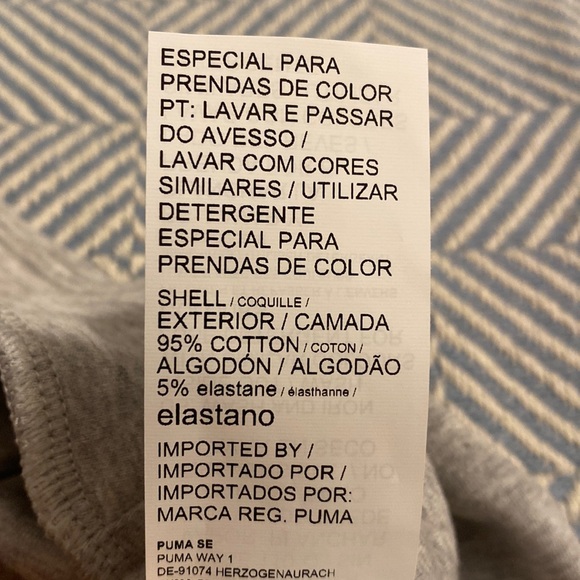 ESPECIAL PARA
PRENDAS DE COLOR
PT: LAVAR E PASSAR
DO AVESSO /
LAVAR COM CORES
SIMILARES / UTILIZAR
DETERGENTE
ESPECIAL PARA
PRENDAS DE COLOR
SHELL / COQUILLE /
EXTERIOR / CAMADA
95% COTTON / COTON /
ALGODÓN / ALGODÃO
5% elastane / élasthanne /
elastano
IMPORTED BY /
IMPORTADO POR /
IMPORTADOS POR:
MARCA REG. PUMA
PUMA SE
PUMA WAY 1
DE-91074 HERZOGENAURACH